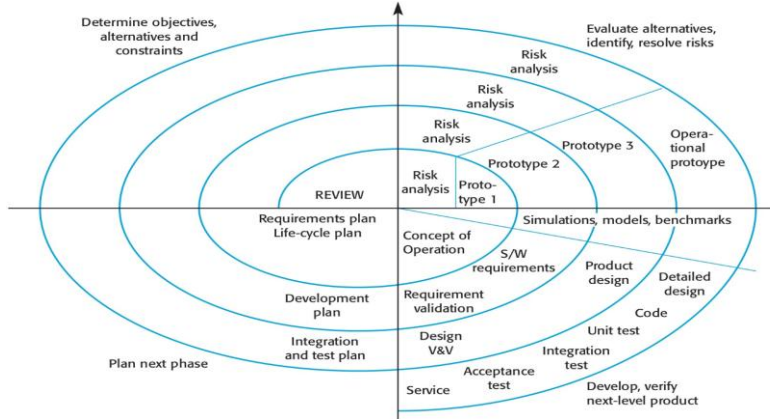 Determine objectives,
alternatives and
constraints
Evaluate alternatives,
identify, resolve risks
Risk
analysis
Risk
analysis
Risk
analysis
Risk
analysis
Proto-
type 1
Prototype 2
Prototype 3
Opera-
tional
protoype
REVIEW
Requirements plan
Life-cycle plan
Simulations, models, benchmarks
Concept of
Operation
S/W
requirements
Product
design
Detailed
design
Development
plan
Requirement
validation
Code
Unit test
Integration
and test plan
Design
V&V
Integration
test
Acceptance
test
Service
Plan next phase
Develop, verify
next-level product